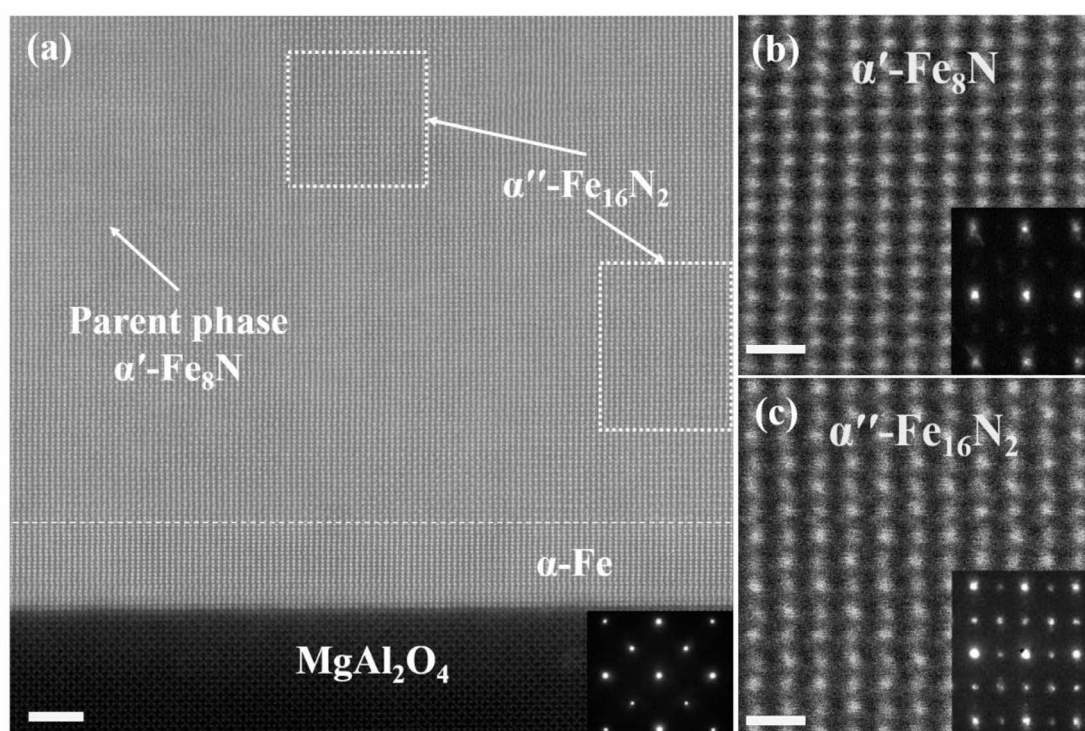 (a)
α″-Fe₁₆N₂
Parent phase
α′-Fe₈N
α-Fe
MgAl₂O₄
(b)
α′-Fe₈N
(c)
α″-Fe₁₆N₂